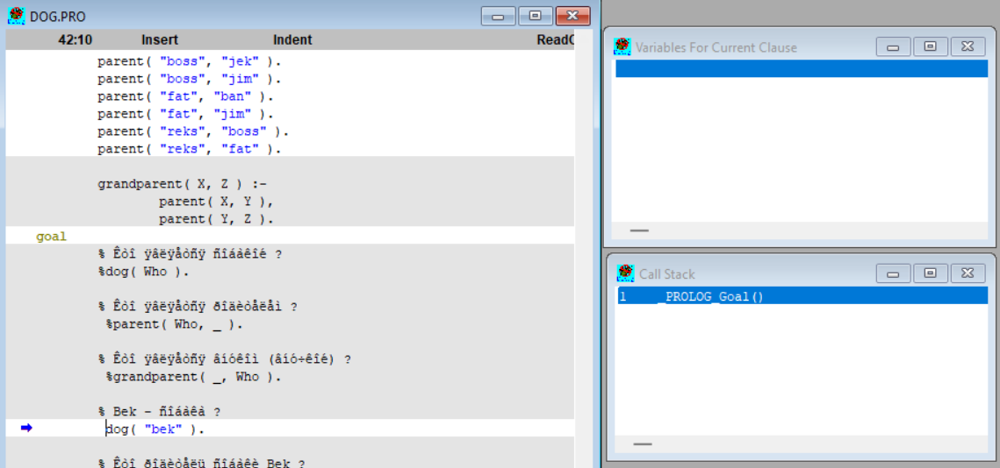 DOG.PRO
42:10 Insert Indent ReadO
parent( "boss", "jek" ).
parent( "boss", "jim" ).
parent( "fat", "ban" ).
parent( "fat", "jim" ).
parent( "reks", "boss" ).
parent( "reks", "fat" ).
grandparent( X, Z ) :-
parent( X, Y ),
parent( Y, Z ).
goal
% Êòî ÿâëÿåòñÿ ñîáàêîé ?
%dog( Who ).
% Êòî ÿâëÿåòñÿ ðîäèòåëåì ?
%parent( Who, _ ).
% Êòî ÿâëÿåòñÿ âíóêîì (âíó÷êîé) ?
%grandparent( _, Who ).
% Bek - ñîáàêà ?
dog( "bek" ).
% Êòî ðîäèòåëü ñîáàêè Bek ?
Variables For Current Clause
Call Stack
1 _PROLOG_Goal()